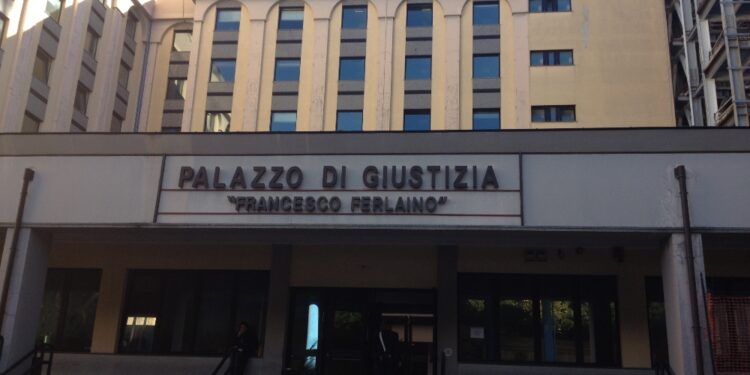 PALAZZO DI GIUSTIZIA
"FRANCESCO FERLAINO"